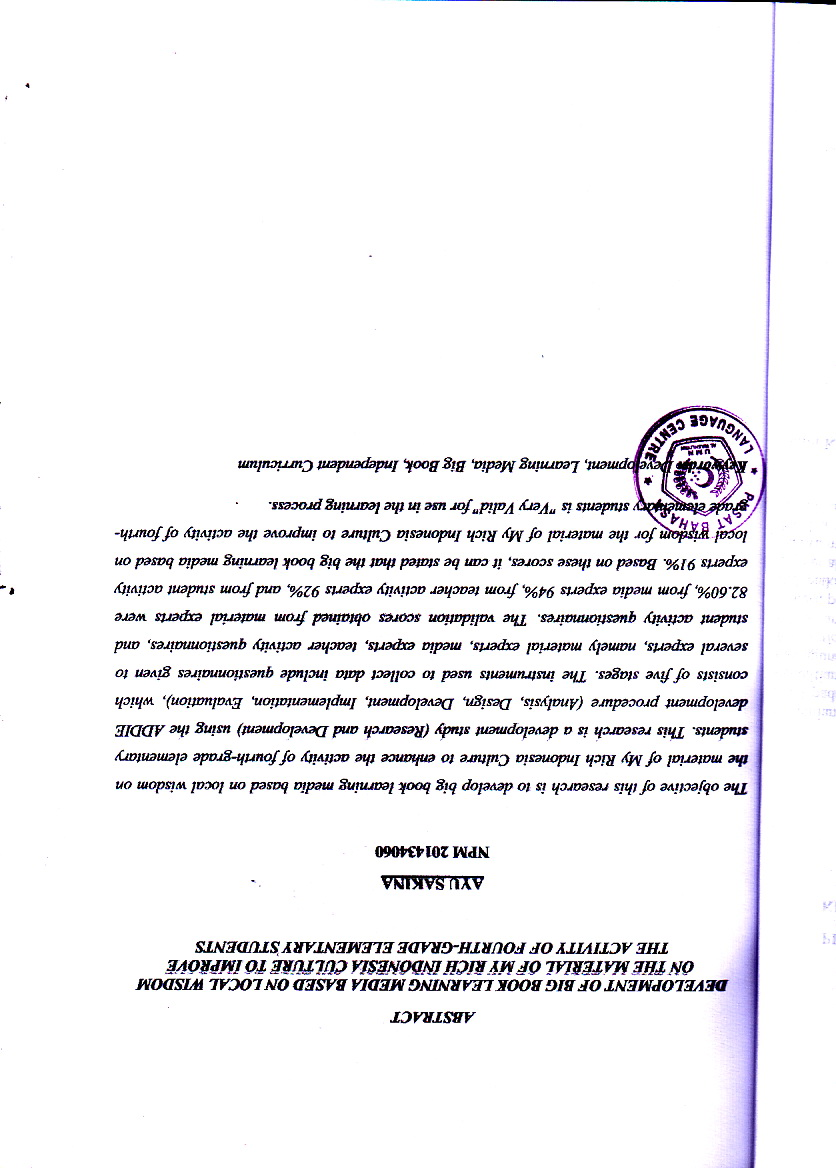 ABSTRACT
DEVELOPMENT OF BIG BOOK LEARNING MEDIA BASED ON LOCAL WISDOM
ON THE MATERIAL OF MY RICH INDONESIA CULTURE TO IMPROVE
THE ACTIVITY OF FOURTH-GRADE ELEMENTARY STUDENTS
AYU SAKINA
NPM 201434060
The objective of this research is to develop big book learning media based on local wisdom on
the material of My Rich Indonesia Culture to enhance the activity of fourth-grade elementary
students. This research is a development study (Research and Development) using the ADDIE
development procedure (Analysis, Design, Development, Implementation, Evaluation), which
consists of five stages. The instruments used to collect data include questionnaires given to
several experts, namely material experts, media experts, teacher activity questionnaires, and
student activity questionnaires. The validation scores obtained from material experts were
82.60%, from media experts 94%, from teacher activity experts 92%, and from student activity
experts 91%. Based on these scores, it can be stated that the big book learning media based on
local wisdom for the material of My Rich Indonesia Culture to improve the activity of fourth-
grade elementary students is "Very Valid" for use in the learning process.
Keywords: Development, Learning Media, Big Book, Independent Curriculum
PUSAT BAHASA
UMN
LANGUAGE CENTRE